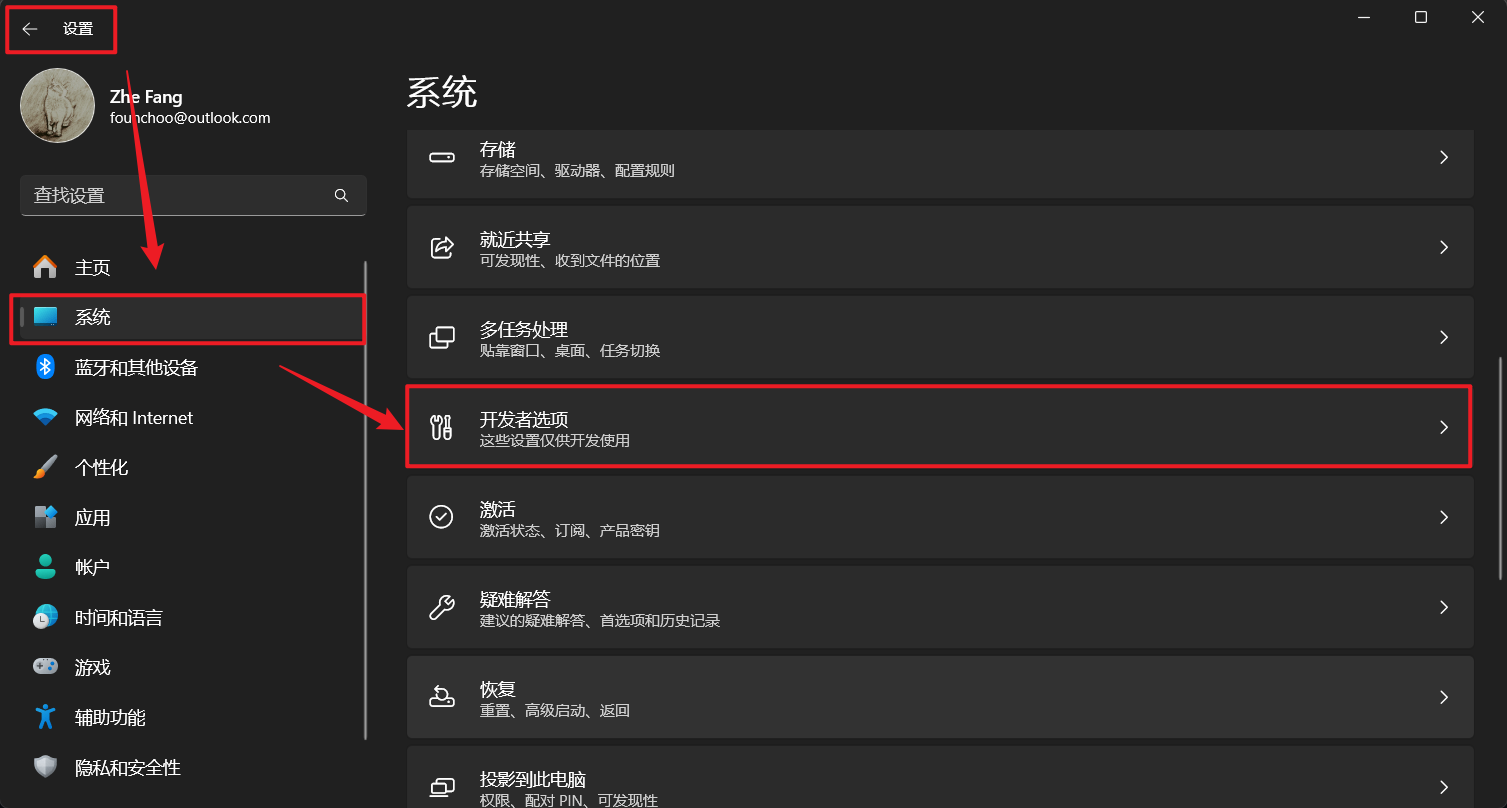 设置
Zhe Fang
founchoo@outlook.com
查找设置
主页
系统
蓝牙和其他设备
网络和 Internet
个性化
应用
帐户
时间和语言
游戏
辅助功能
隐私和安全性
系统
存储
存储空间、驱动器、配置规则
就近共享
可发现性、收到文件的位置
多任务处理
贴靠窗口、桌面、任务切换
开发者选项
这些设置仅供开发使用
激活
激活状态、订阅、产品密钥
疑难解答
建议的疑难解答、首选项和历史记录
恢复
重置、高级启动、返回
投影到此电脑
权限、配对 PIN、可发现性